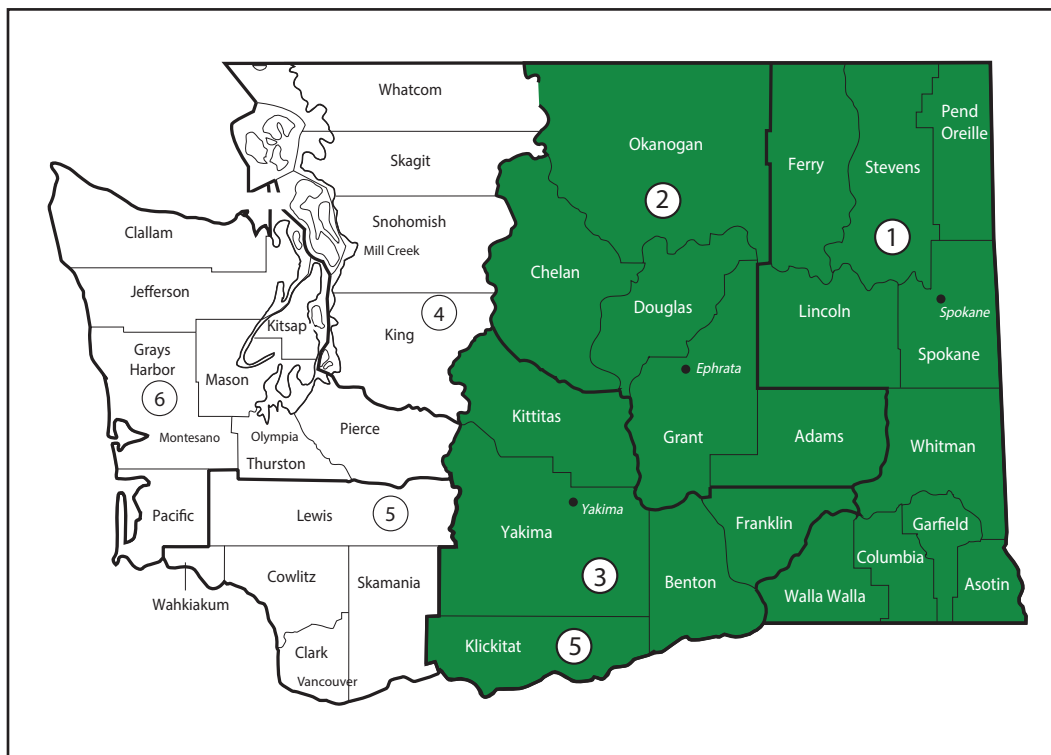 Whatcom
Skagit
Snohomish
Mill Creek
Clallam
Jefferson
Kitsap
King
4
Grays
Harbor
Mason
6
Montesano
Olympia
Thurston
Pierce
Pacific
Lewis
5
Wahkiakum
Cowlitz
Skamania
Clark
Vancouver
Okanogan
2
Chelan
Douglas
Ephrata
Grant
Adams
Kittitas
Yakima
Yakima
3
Benton
Franklin
Klickitat
5
Ferry
Stevens
Pend
Oreille
1
Lincoln
Spokane
Spokane
Whitman
Garfield
Columbia
Asotin
Walla Walla